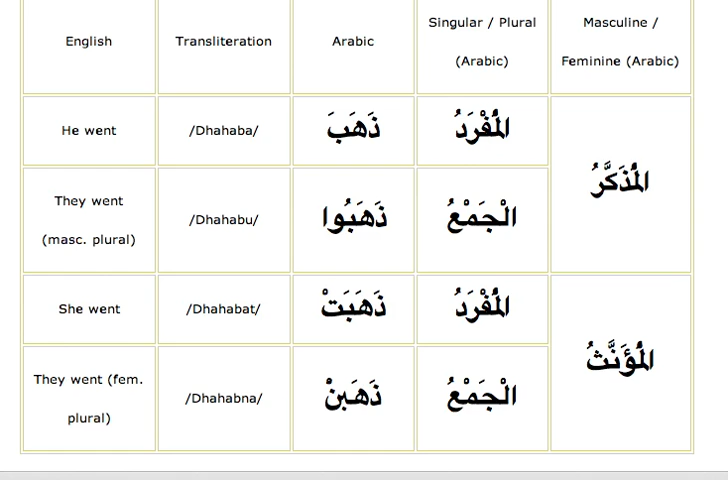 English
Transliteration
Arabic
Singular / Plural
(Arabic)
Masculine /
Feminine (Arabic)
He went
/Dhahaba/
ذَهَبَ
الْمُفْرَدُ
الْمُذَكَّرُ
They went
(masc. plural)
/Dhahabu/
ذَهَبُوا
الْجَمْعُ
She went
/Dhahabat/
ذَهَبَتْ
الْمُفْرَدُ
الْمُؤَنَّثُ
They went (fem.
plural)
/Dhahabna/
ذَهَبنْ
الْجَمْعُ